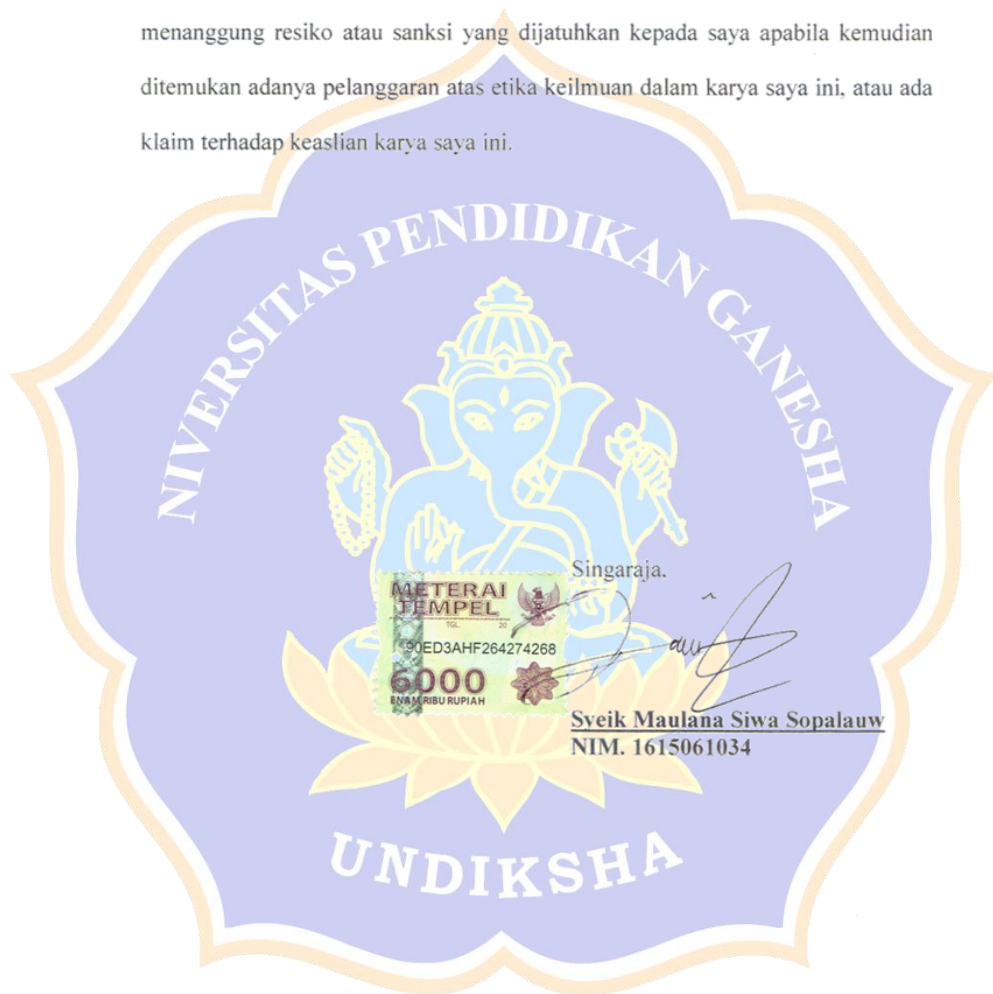 menanggung resiko atau sanksi yang dijatuhkan kepada saya apabila kemudian
ditemukan adanya pelanggaran atas etika keilmuan dalam karya saya ini, atau ada
klaim terhadap keaslian karya saya ini.
NIVERSITAS PENDIDIKAN GANESHA
Singaraja,
METERAI
TEMPEL
TGL. 20
90ED3AHF264274268
6000
ENAM RIBU RUPIAH
Syeik Maulana Siwa Sopalauw
NIM. 1615061034
UNDIKSHA